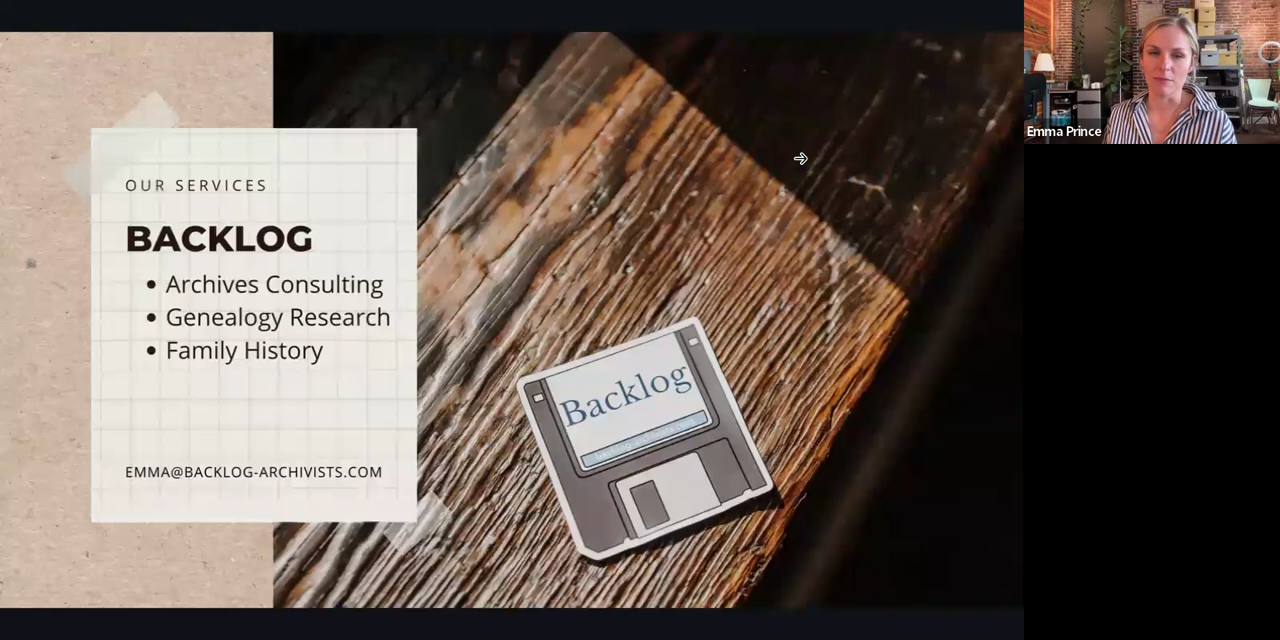 OUR SERVICES
BACKLOG
• Archives Consulting
• Genealogy Research
• Family History
EMMA@BACKLOG-ARCHIVISTS.COM
Backlog
Emma Prince